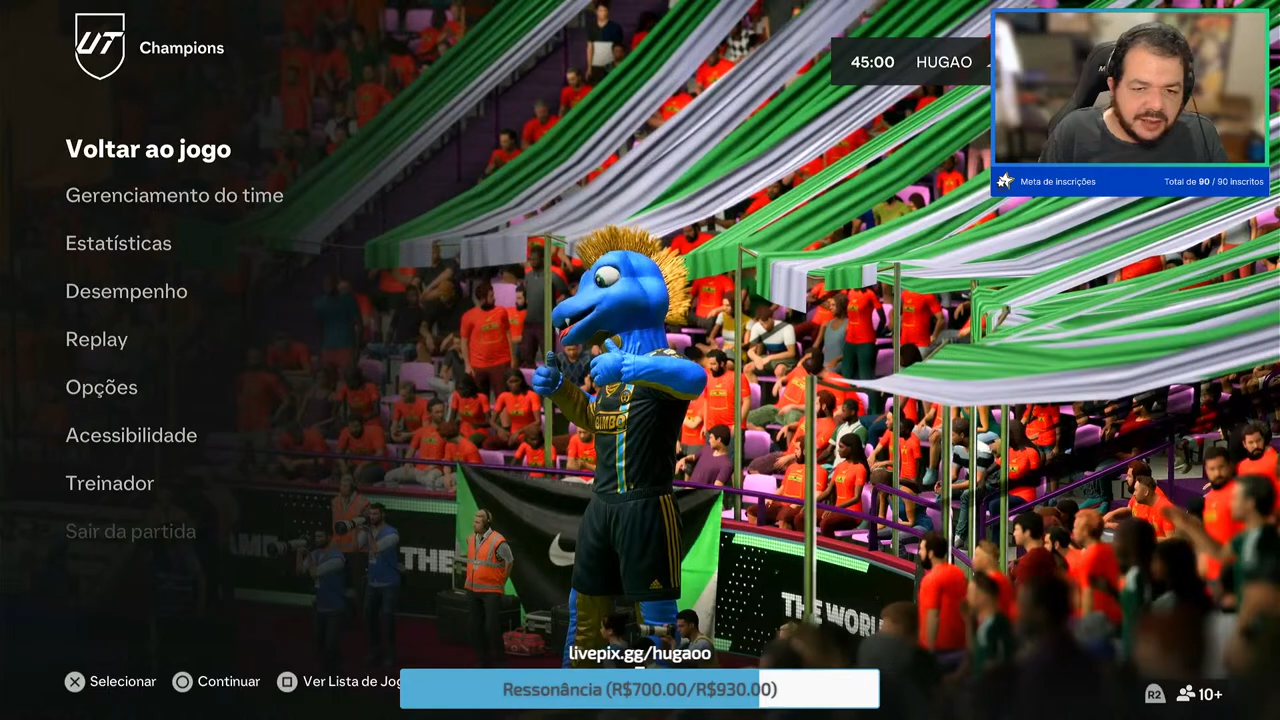 UT Champions
45:00 HUGAO
Meta de inscrições Total de 90 / 90 inscritos
Voltar ao jogo
Gerenciamento do time
Estatísticas
Desempenho
Replay
Opções
Acessibilidade
Treinador
Sair da partida
BIMBO
THE
THE WORL
livepix.gg/hugaoo
Selecionar Continuar Ver Lista de Jog
Ressonância (R$700.00/R$930.00)
R2 10+